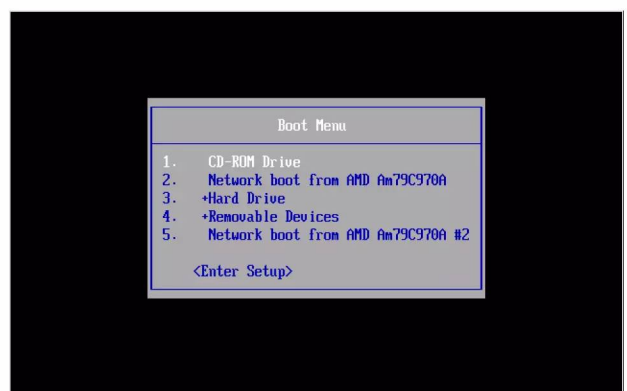 Boot Menu
1. CD-ROM Drive
2. Network boot from AMD Am79C970A
3. +Hard Drive
4. +Removable Devices
5. Network boot from AMD Am79C970A #2
<Enter Setup>